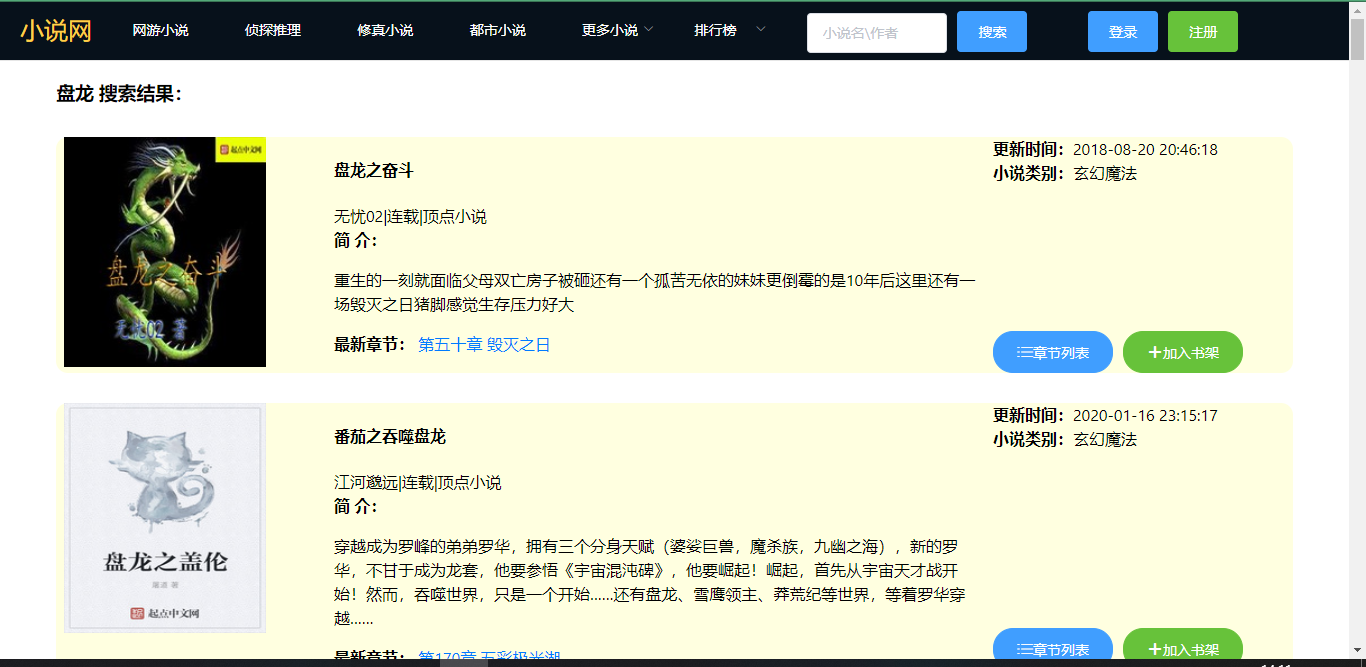 小说网 网游小说 侦探推理 修真小说 都市小说 更多小说 排行榜 小说名\作者 搜索 登录 注册
盘龙 搜索结果：
起点中文网
盘龙之奋斗
无忧02 著
盘龙之奋斗
无忧02|连载|顶点小说
简 介：
重生的一刻就面临父母双亡房子被砸还有一个孤苦无依的妹妹更倒霉的是10年后这里还有一
场毁灭之日猪脚感觉生存压力好大
最新章节： 第五十章 毁灭之日
更新时间：2018-08-20 20:46:18
小说类别：玄幻魔法
章节列表 加入书架
盘龙之盖伦
起点中文网
番茄之吞噬盘龙
江河邈远|连载|顶点小说
简 介：
穿越成为罗峰的弟弟罗华，拥有三个分身天赋（婆娑巨兽，魔杀族，九幽之海），新的罗
华，不甘于成为龙套，他要参悟《宇宙混沌碑》，他要崛起！崛起，首先从宇宙天才战开
始！然而，吞噬世界，只是一个开始......还有盘龙、雪鹰领主、莽荒纪等世界，等着罗华穿
越......
最新章节： 第170章 五彩极光湖
更新时间：2020-01-16 23:15:17
小说类别：玄幻魔法
章节列表 加入书架